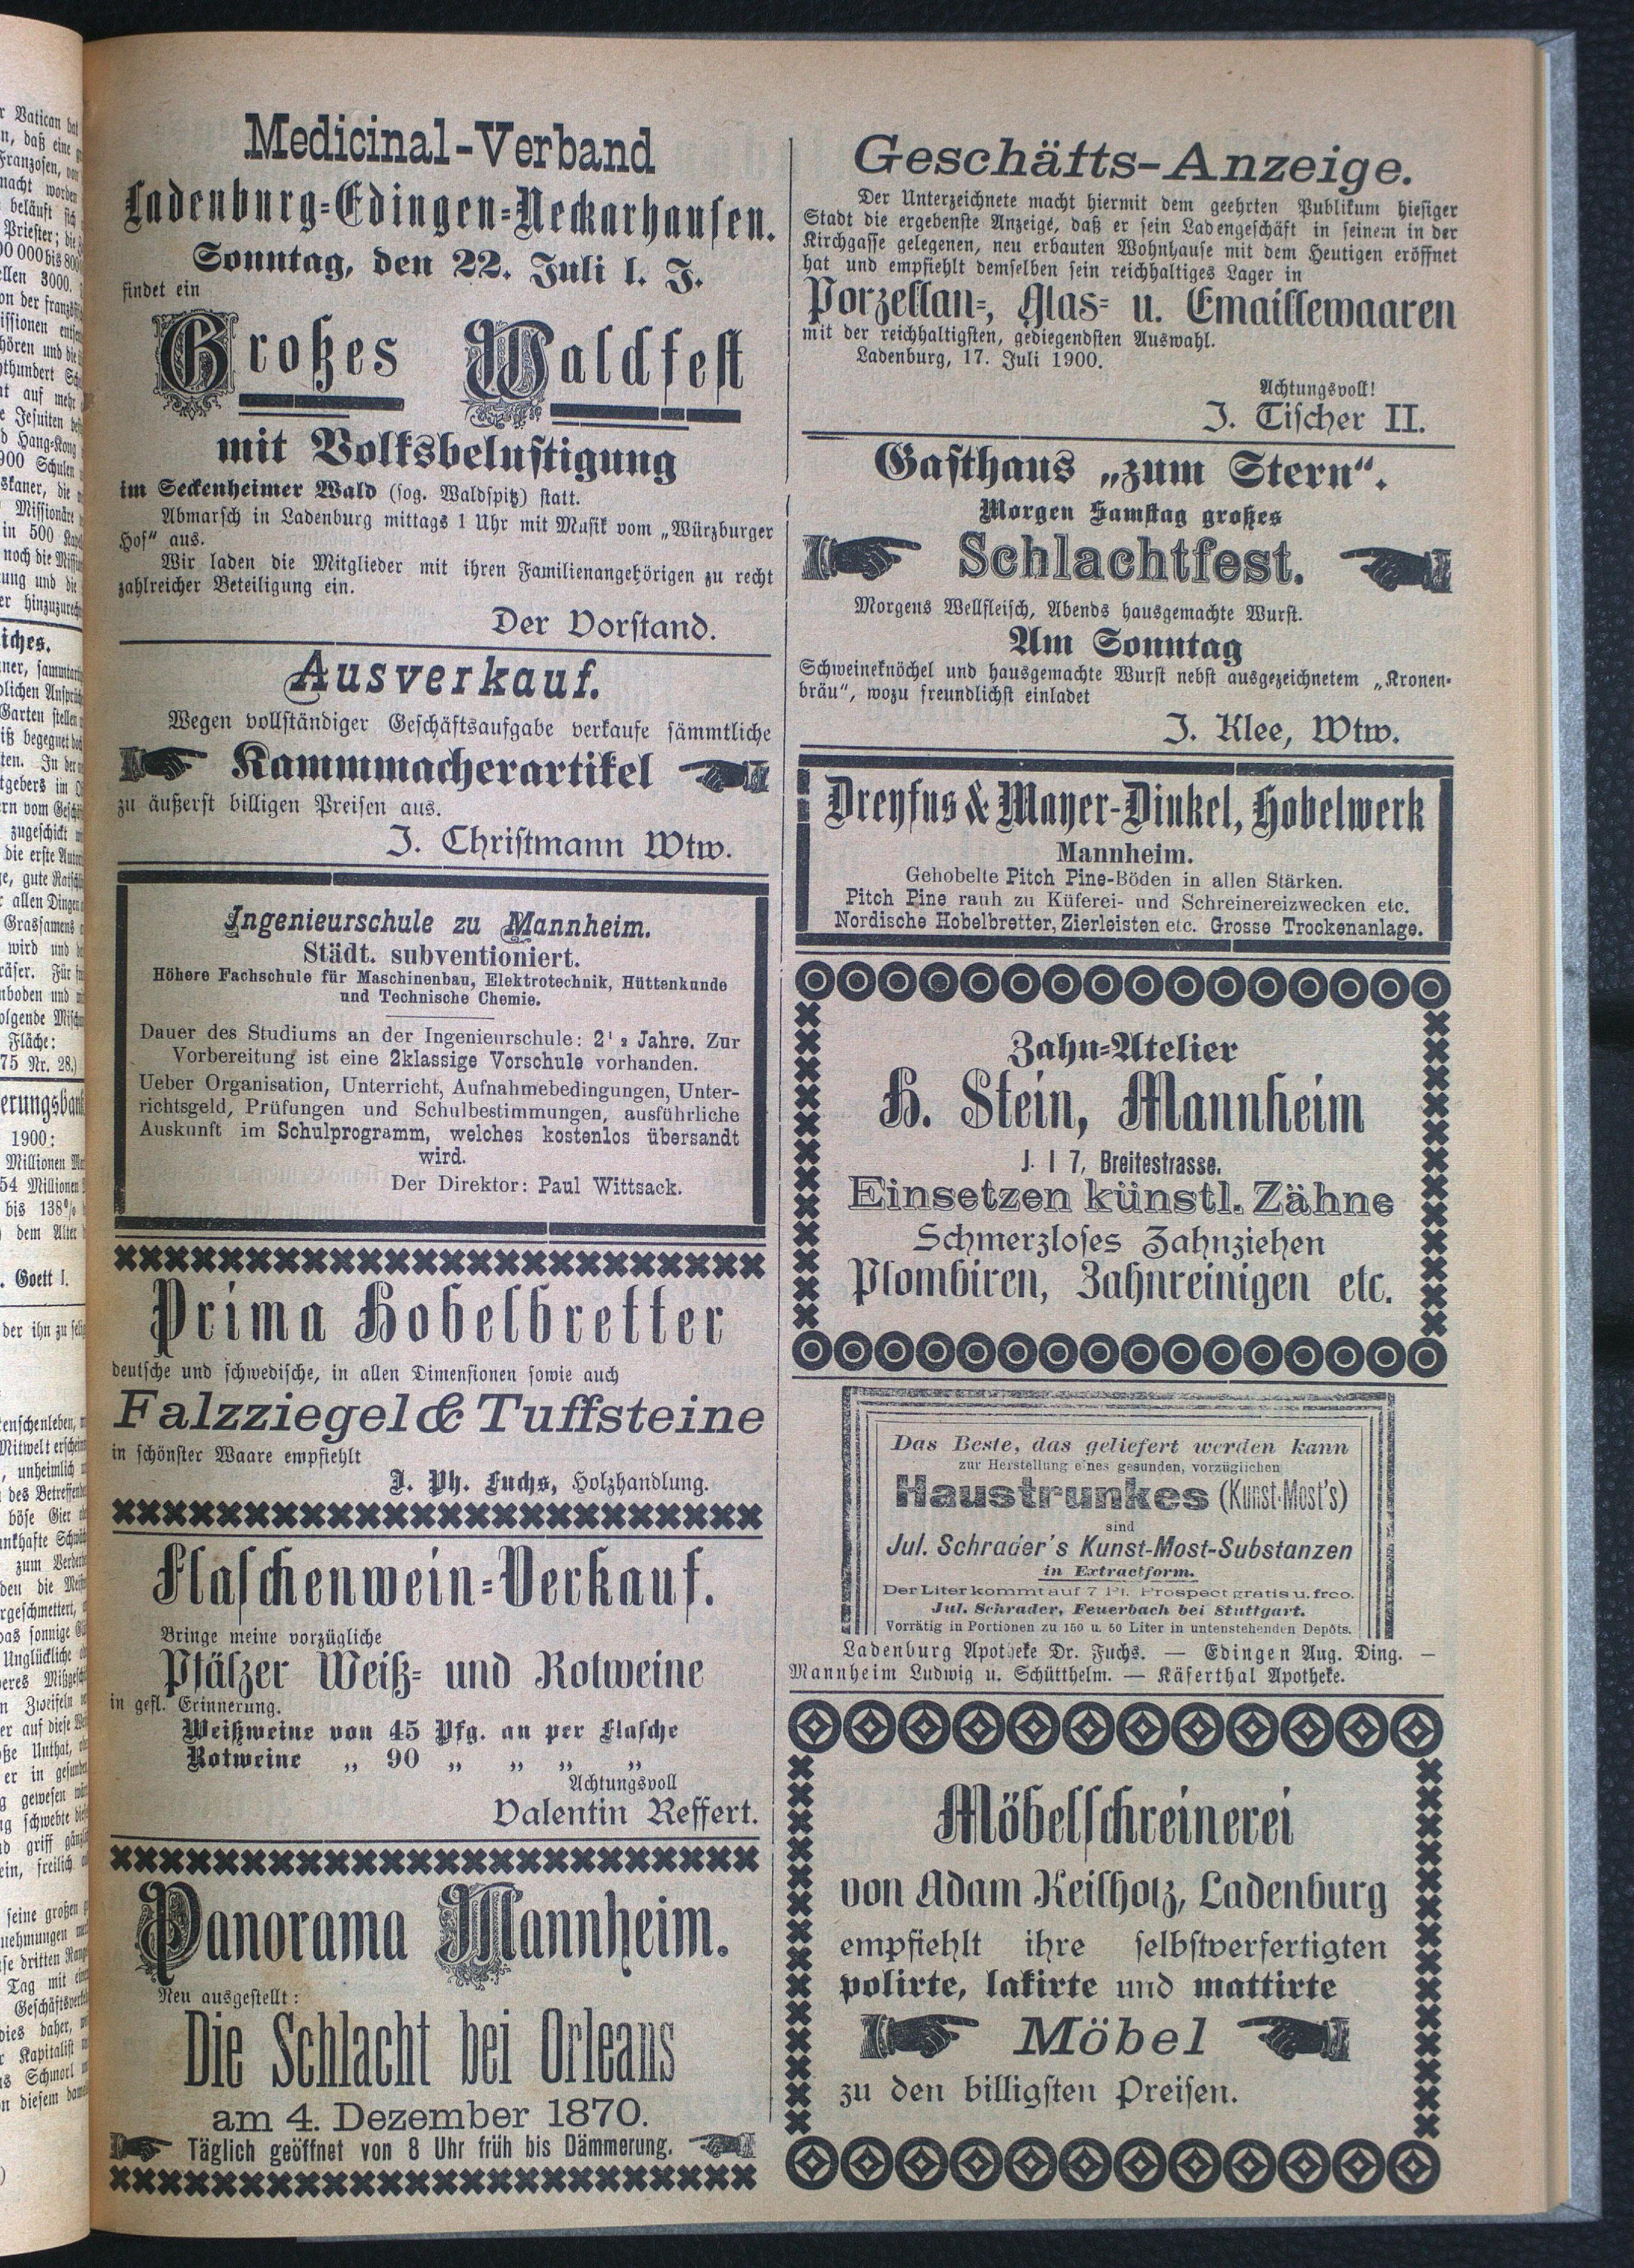 Medicinal-Verband
Ladenburg-Edingen-Neckarhausen.
Sonntag, den 22. Juli l. J.
findet ein
Großes Waldfest
mit Volksbelustigung
im Seckenheimer Wald (sog. Waldspitz) statt.
Abmarsch in Ladenburg mittags 1 Uhr mit Musik vom „Würzburger
Hof" aus.
Wir laden die Mitglieder mit ihren Familienangehörigen zu recht
zahlreicher Beteiligung ein.
Der Vorstand.
Ausverkauf.
Wegen vollständiger Geschäftsaufgabe verkaufe sämmtliche
Kammmacherartikel
zu äußerst billigen Preisen aus.
J. Christmann Wtw.
Ingenieurschule zu Mannheim.
Städt. subventioniert.
Höhere Fachschule für Maschinenbau, Elektrotechnik, Hüttenkunde
und Technische Chemie.
Dauer des Studiums an der Ingenieurschule: 2½ Jahre. Zur
Vorbereitung ist eine 2klassige Vorschule vorhanden.
Ueber Organisation, Unterricht, Aufnahmebedingungen, Unter-
richtsgeld, Prüfungen und Schulbestimmungen, ausführliche
Auskunft im Schulprogramm, welches kostenlos übersandt
wird.
Der Direktor: Paul Wittsack.
Prima Hobelbretter
deutsche und schwedische, in allen Dimensionen sowie auch
Falzziegel & Tuffsteine
in schönster Waare empfiehlt
J. Ph. Fuchs, Holzhandlung.
Flaschenwein-Verkauf.
Bringe meine vorzügliche
Pfälzer Weiß- und Rotweine
in gefl. Erinnerung.
Weißweine von 45 Pfg. an per Flasche
Rotweine „ 90 „ „ „ „
Achtungsvoll
Valentin Reffert.
Panorama Mannheim.
Neu ausgestellt:
Die Schlacht bei Orleans
am 4. Dezember 1870.
Täglich geöffnet von 8 Uhr früh bis Dämmerung.
Geschäfts-Anzeige.
Der Unterzeichnete macht hiermit dem geehrten Publikum hiesiger
Stadt die ergebenste Anzeige, daß er sein Ladengeschäft in seinem in der
Kirchgasse gelegenen, neu erbauten Wohnhause mit dem Heutigen eröffnet
hat und empfiehlt demselben sein reichhaltiges Lager in
Porzellan-, Glas- u. Emaillewaaren
mit der reichhaltigsten, gediegendsten Auswahl.
Ladenburg, 17. Juli 1900.
Achtungsvoll!
J. Tischer II.
Gasthaus „zum Stern".
Morgen Samstag großes
Schlachtfest.
Morgens Wellfleisch, Abends hausgemachte Wurst.
Am Sonntag
Schweineknöchel und hausgemachte Wurst nebst ausgezeichnetem „Kronen-
bräu", wozu freundlichst einladet
J. Klee, Wtw.
Dreyfus & Mayer-Dinkel, Hobelwerk
Mannheim.
Gehobelte Pitch Pine-Böden in allen Stärken.
Pitch Pine rauh zu Küferei- und Schreinereizwecken etc.
Nordische Hobelbretter, Zierleisten etc. Grosse Trockenanlage.
Zahn-Atelier
H. Stein, Mannheim
J. I 7, Breitestrasse.
Einsetzen künstl. Zähne
Schmerzloses Zahnziehen
Plombiren, Zahnreinigen etc.
Das Beste, das geliefert werden kann
zur Herstellung eines gesunden, vorzüglichen
Haustrunkes (Kunst-Most's)
sind
Jul. Schrader's Kunst-Most-Substanzen
in Extractform.
Der Liter kommt auf 7 Pf. Prospect gratis u. frco.
Jul. Schrader, Feuerbach bei Stuttgart.
Vorrätig in Portionen zu 150 u. 50 Liter in untenstehenden Depôts.
Ladenburg Apotheke Dr. Fuchs. — Edingen Aug. Ding. —
Mannheim Ludwig u. Schütthelm. — Käferthal Apotheke.
Möbelschreinerei
von Adam Keilholz, Ladenburg
empfiehlt ihre selbstverfertigten
polirte, lakirte und mattirte
Möbel
zu den billigsten Preisen.